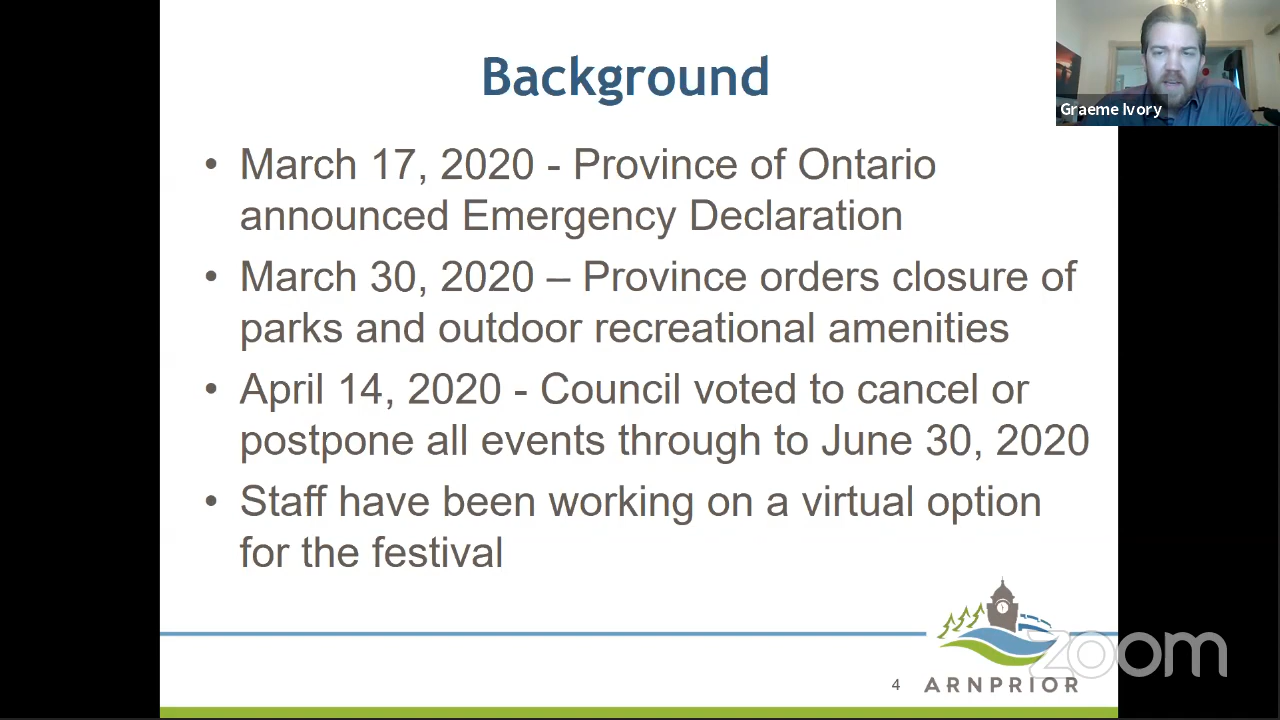 Background
Graeme Ivory
• March 17, 2020 - Province of Ontario
announced Emergency Declaration
• March 30, 2020 – Province orders closure of
parks and outdoor recreational amenities
• April 14, 2020 - Council voted to cancel or
postpone all events through to June 30, 2020
• Staff have been working on a virtual option
for the festival
zoom
4
ARNPRIOR